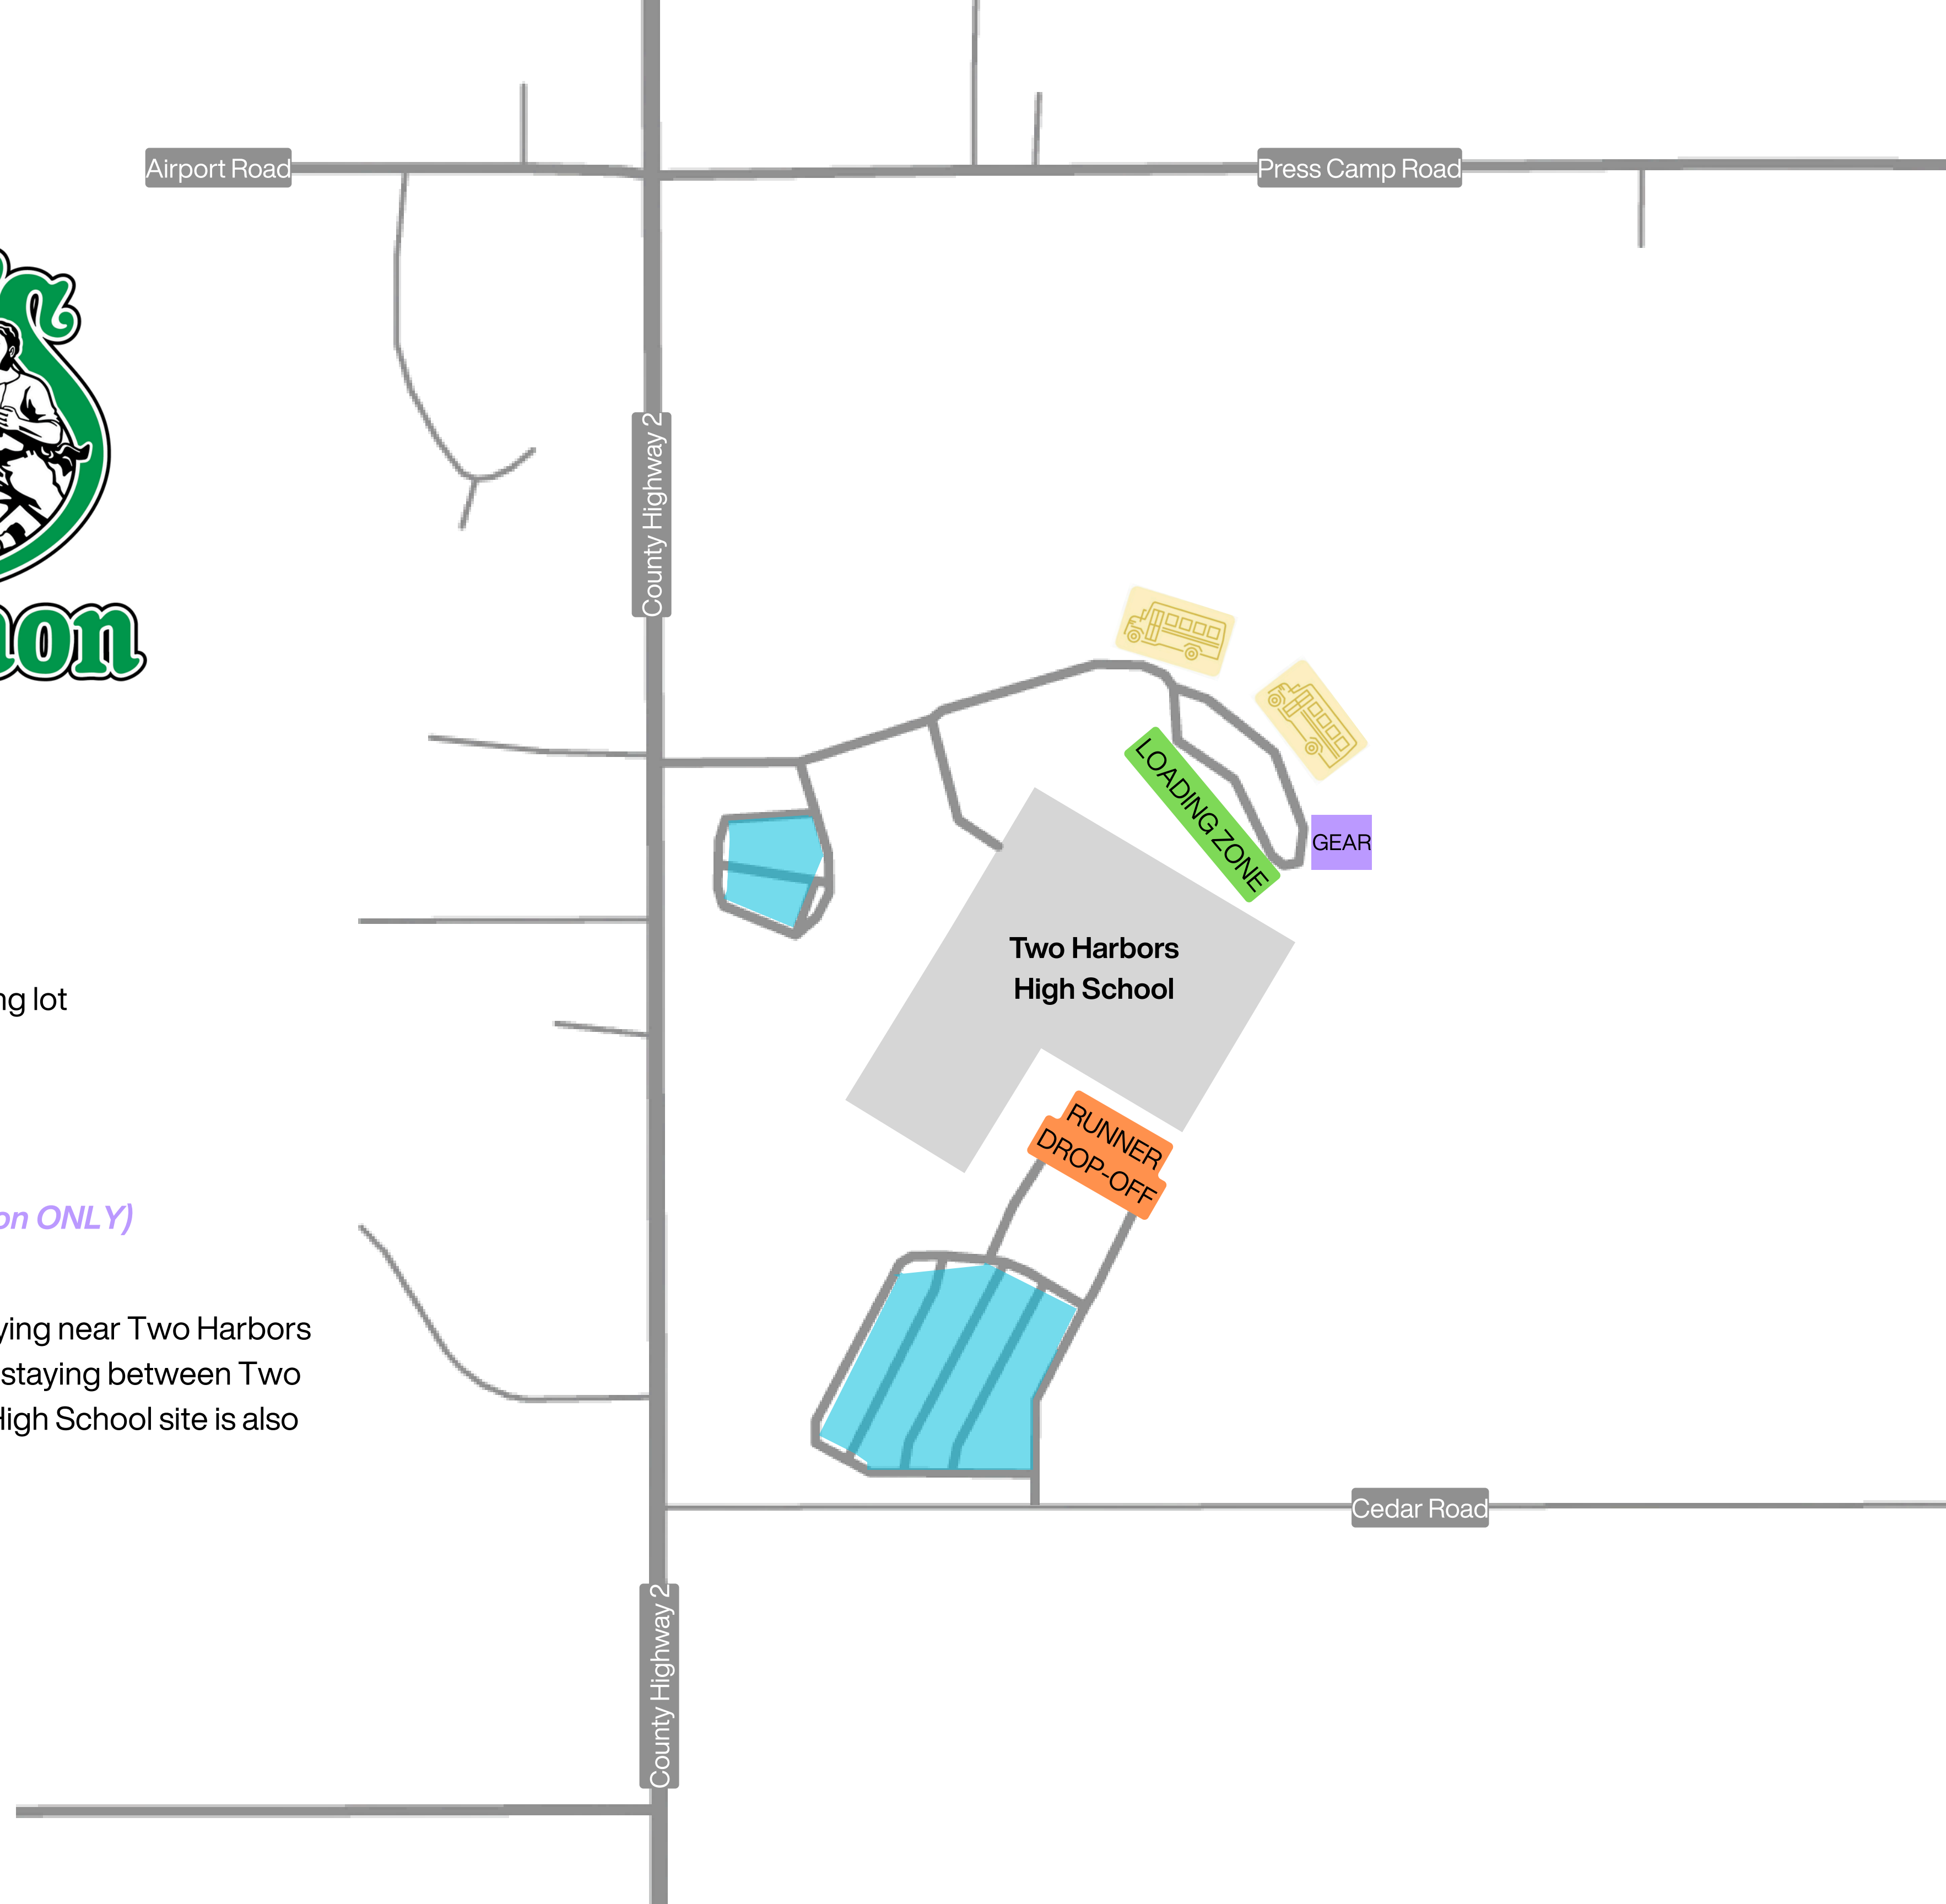 Airport Road
Press Camp Road
County Highway 2
LOADING ZONE
GEAR
Two Harbors
High School
ng lot
RUNNER
DROP-OFF
on ONLY)
ying near Two Harbors
staying between Two
High School site is also
Cedar Road
County Highway 2
on